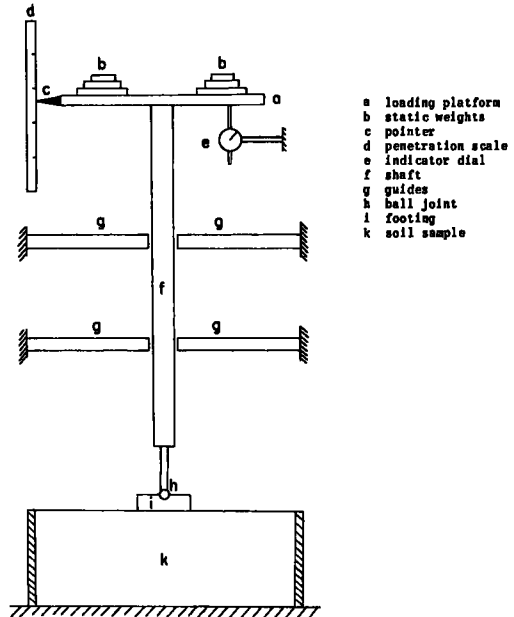 d
b
b
c
a
e
g
g
f
g
g
h
i
k
a loading platform
b static weights
c pointer
d penetration scale
e indicator dial
f shaft
g guides
h ball joint
i footing
k soil sample